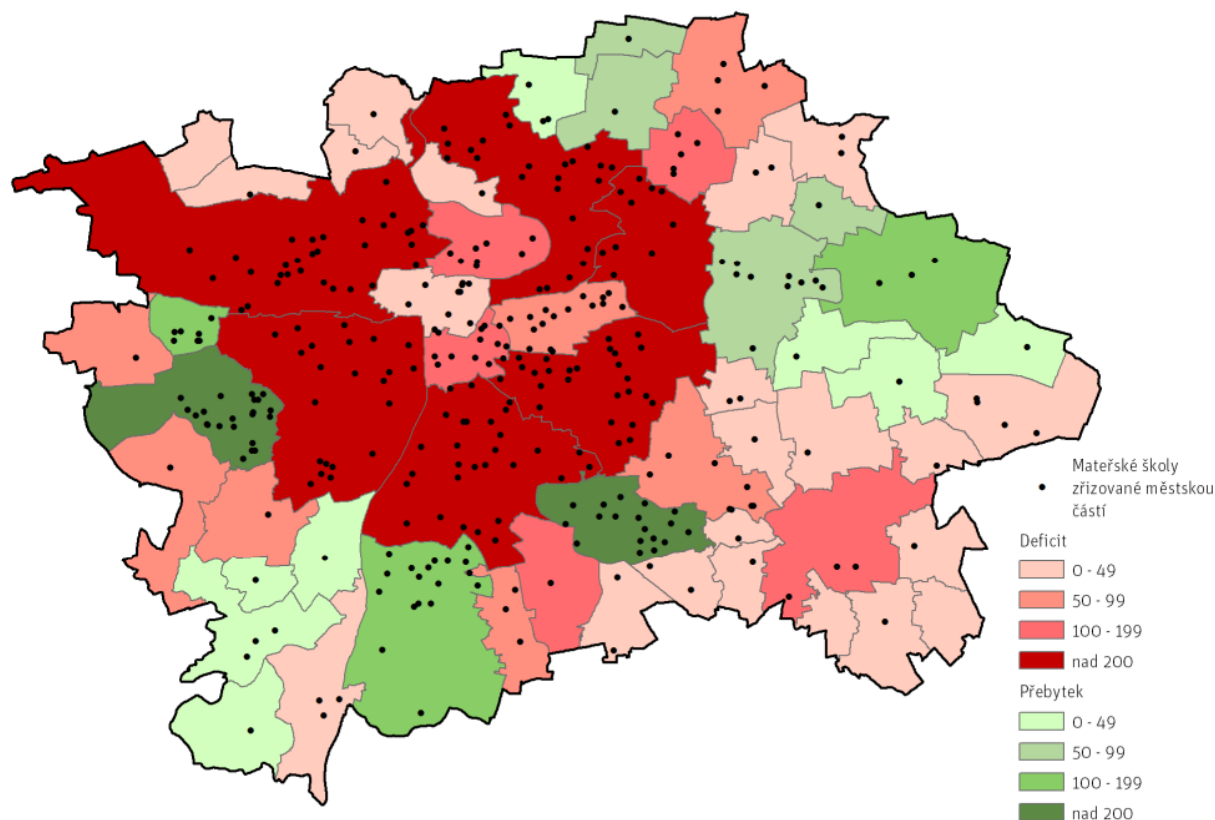 Mateřské školy
zřizované městskou
částí
Deficit
0 - 49
50 - 99
100 - 199
nad 200
Přebytek
0 - 49
50 - 99
100 - 199
nad 200